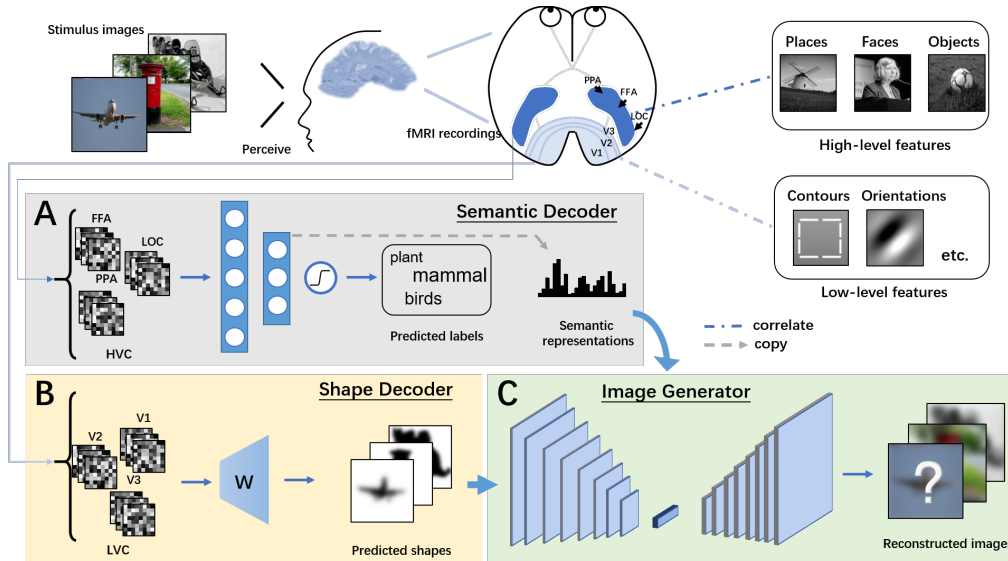 Stimulus images
Perceive
fMRI recordings
PPA
FFA
LOC
V3
V2
V1
Places
Faces
Objects
High-level features
Contours
Orientations
etc.
Low-level features
correlate
copy
A
Semantic Decoder
FFA
LOC
PPA
HVC
plant
mammal
birds
Predicted labels
Semantic
representations
B
Shape Decoder
V1
V2
V3
LVC
W
Predicted shapes
C
Image Generator
?
Reconstructed images